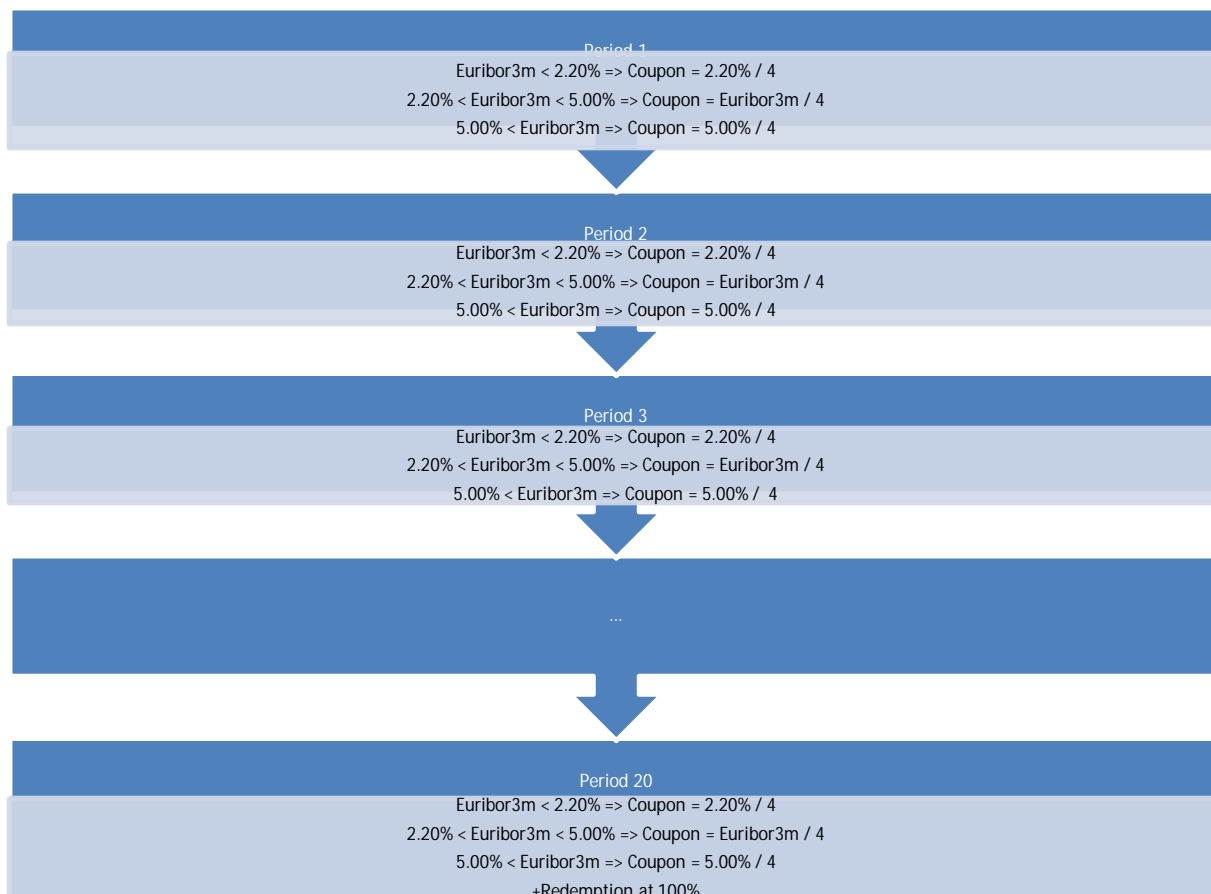 Period 1
Euribor3m < 2.20% => Coupon = 2.20% / 4
2.20% < Euribor3m < 5.00% => Coupon = Euribor3m / 4
5.00% < Euribor3m => Coupon = 5.00% / 4
Period 2
Euribor3m < 2.20% => Coupon = 2.20% / 4
2.20% < Euribor3m < 5.00% => Coupon = Euribor3m / 4
5.00% < Euribor3m => Coupon = 5.00% / 4
Period 3
Euribor3m < 2.20% => Coupon = 2.20% / 4
2.20% < Euribor3m < 5.00% => Coupon = Euribor3m / 4
5.00% < Euribor3m => Coupon = 5.00% /  4
...
Period 20
Euribor3m < 2.20% => Coupon = 2.20% / 4
2.20% < Euribor3m < 5.00% => Coupon = Euribor3m / 4
5.00% < Euribor3m => Coupon = 5.00% / 4
+Redemption at 100%